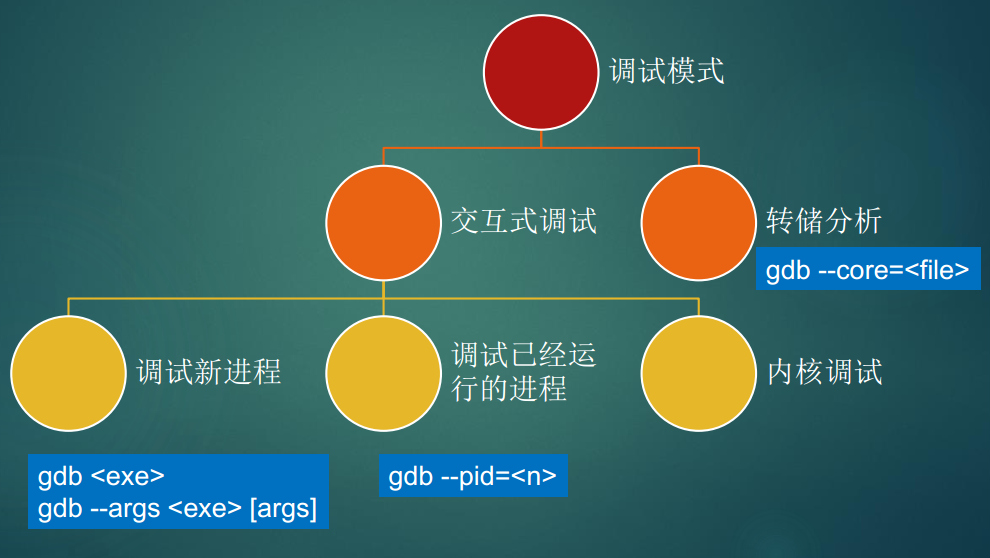 调试模式
交互式调试
转储分析
gdb --core=<file>
调试新进程
调试已经运
行的进程
内核调试
gdb <exe>
gdb --args <exe> [args]
gdb --pid=<n>